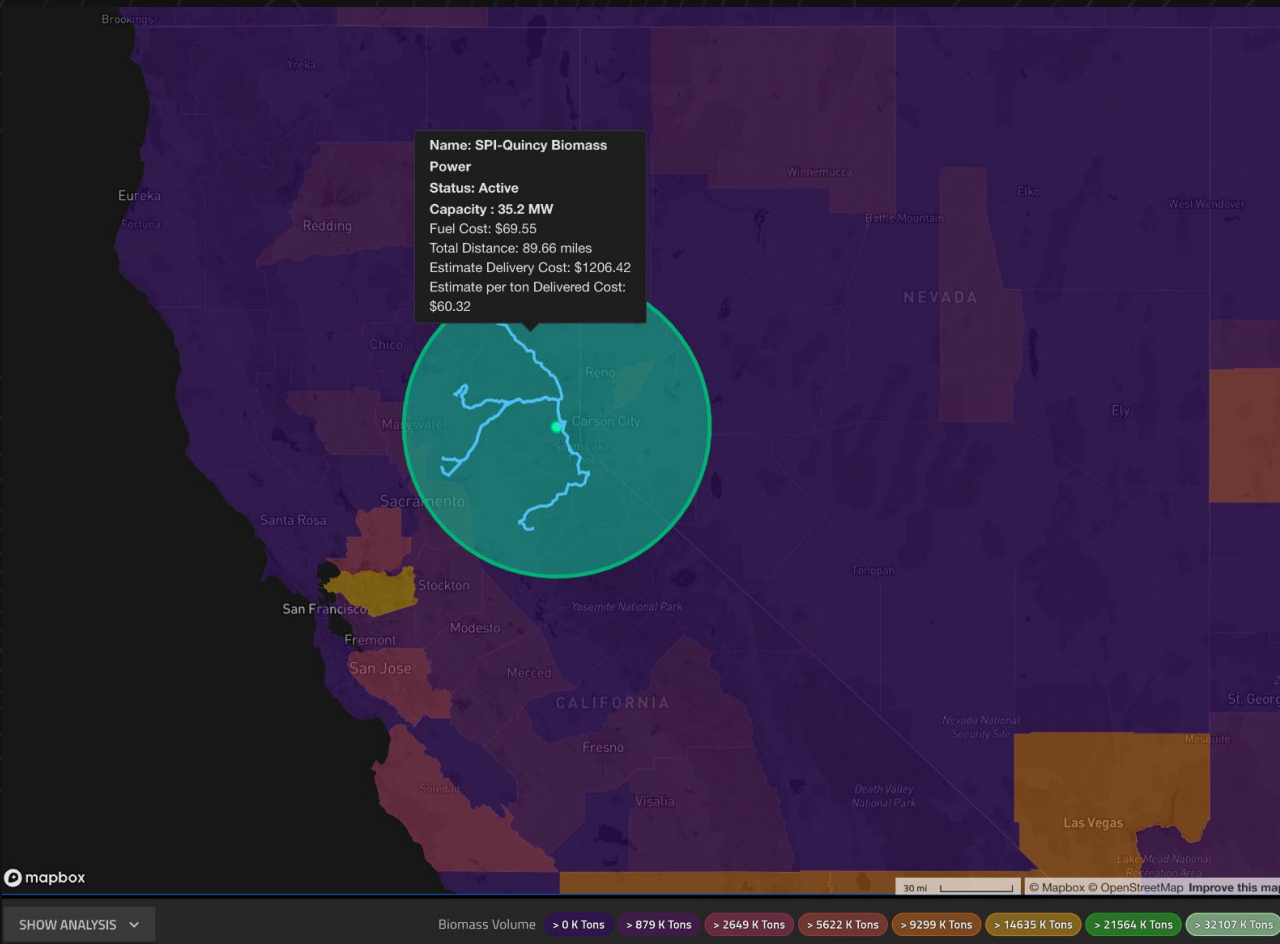 Brookings
Yreka
Name: SPI-Quincy Biomass
Power
Status: Active
Capacity : 35.2 MW
Fuel Cost: $69.55
Total Distance: 89.66 miles
Estimate Delivery Cost: $1206.42
Estimate per ton Delivered Cost:
$60.32
Winnemucca
Elko
West Wendover
Battle Mountain
Eureka
Fortuna
Redding
NEVADA
Chico
Reno
Ely
Marysville
Carson City
South Lake
Sacramento
Santa Rosa
Tonopah
Stockton
San Francisco
Yosemite National Park
Fremont
Modesto
San Jose
Merced
CALIFORNIA
St. Georg
Nevada National
Security Site
Mesquite
Fresno
Soledad
Visalia
Death Valley
National Park
Las Vegas
Lake Mead National
Recreation Area
mapbox
30 mi
© Mapbox © OpenStreetMap Improve this map
SHOW ANALYSIS
Biomass Volume
> 0 K Tons
> 879 K Tons
> 2649 K Tons
> 5622 K Tons
> 9299 K Tons
> 14635 K Tons
> 21564 K Tons
> 32107 K Tons